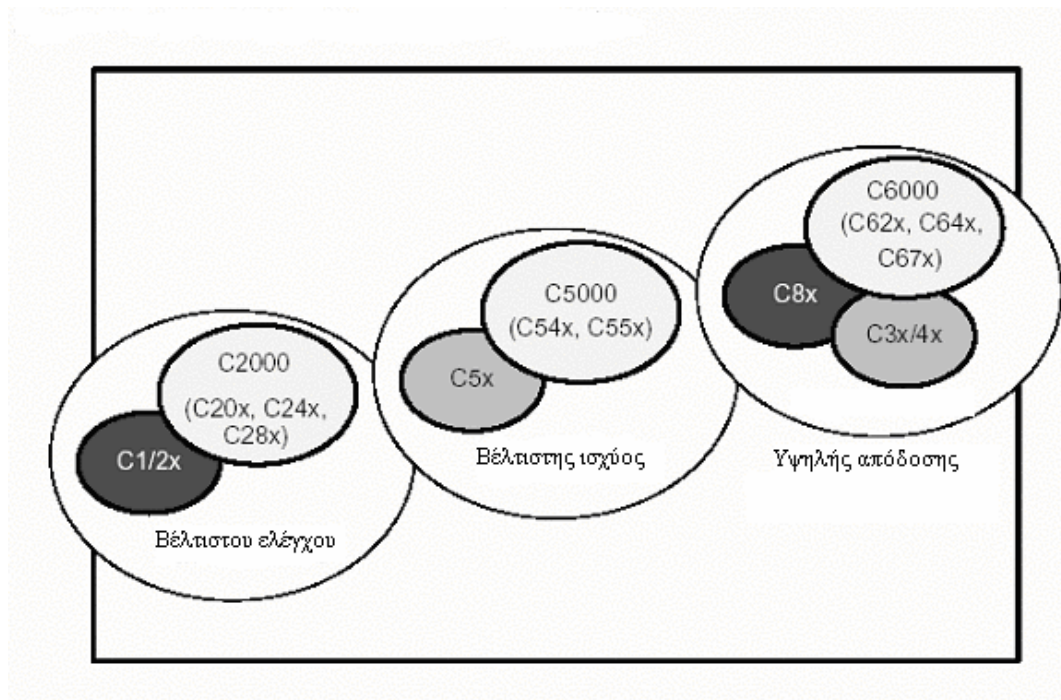 C2000
(C20x, C24x,
C28x)
C1/2x
Βέλτιστου ελέγχου
C5000
(C54x, C55x)
C5x
Βέλτιστης ισχύος
C6000
(C62x, C64x,
C67x)
C8x
C3x/4x
Υψηλής απόδοσης